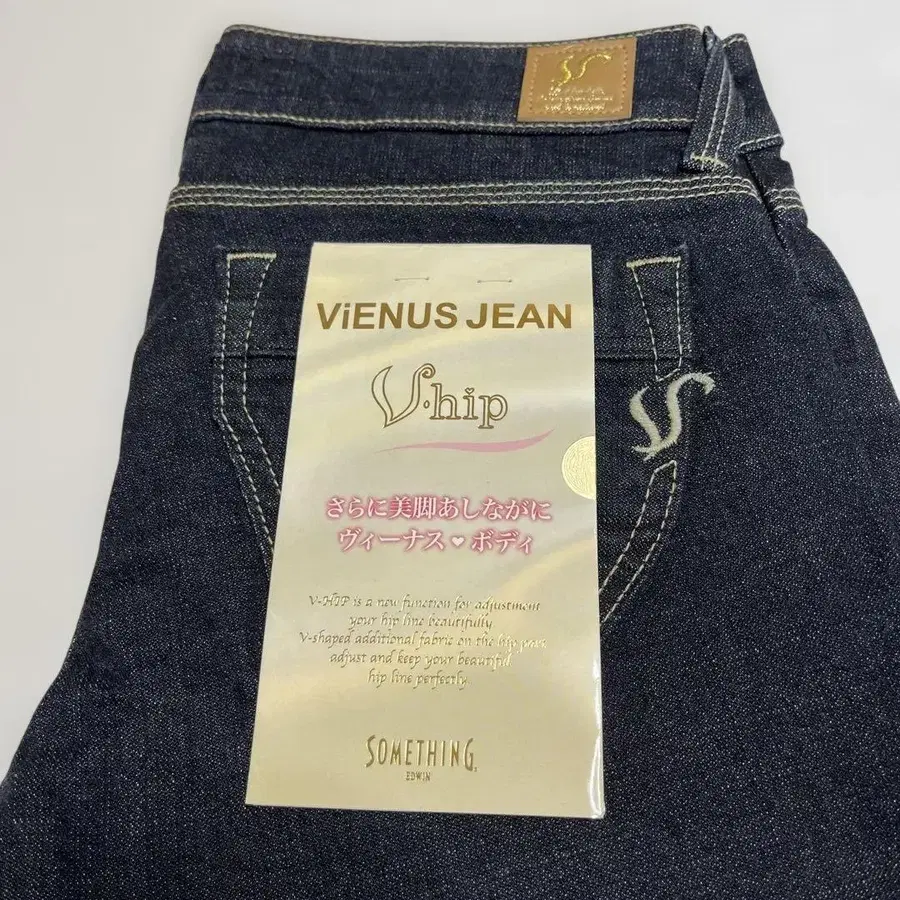 ViENUS JEAN
V·hip
さらに美脚あしながに
ヴィーナス♥ボディ
V-HIP is a new function for adjustment
your hip line beautifully
V-shaped additional fabric on the hip part,
adjust and keep your beautiful
hip line perfectly.
SOMETHING
EDWIN